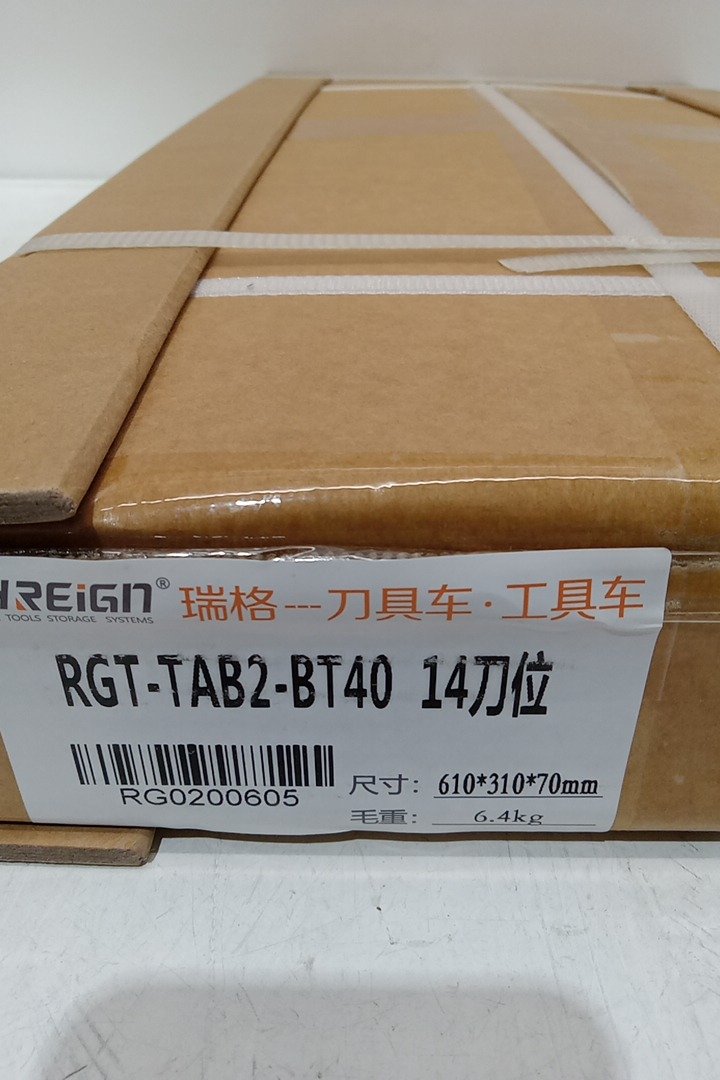 REIGN® 瑞格---刀具车·工具车
TOOLS STORAGE SYSTEMS
RGT-TAB2-BT40 14刀位
RG0200605
尺寸: 610*310*70mm
毛重: 6.4kg